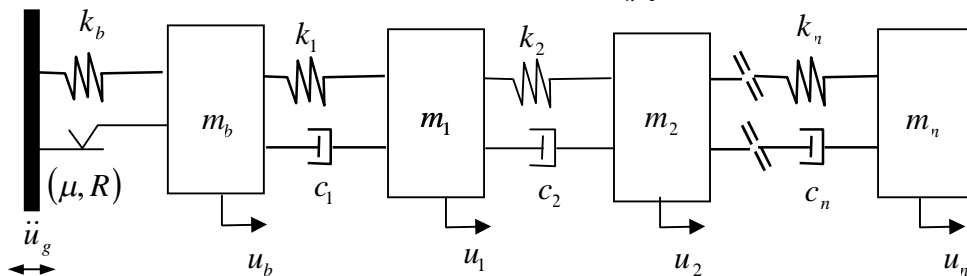 k_b k_1 k_2 k_n
m_b m_1 m_2 m_n
(μ, R) c_1 c_2 c_n
ü_g u_b u_1 u_2 u_n